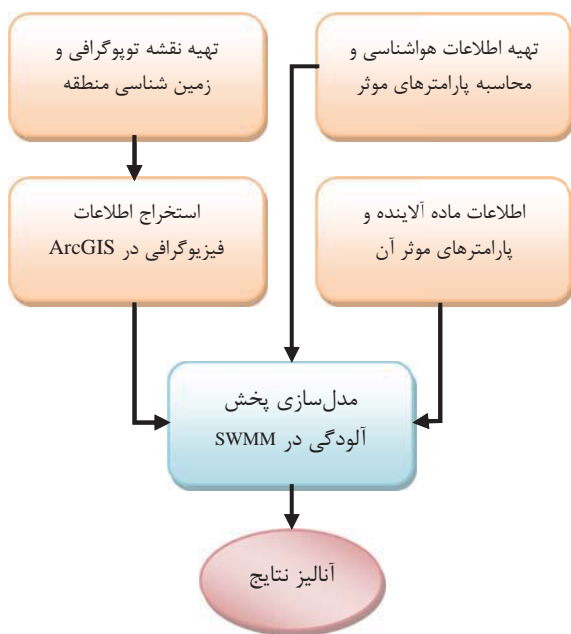 تهیه اطلاعات هواشناسی و
محاسبه پارامترهای موثر
تهیه نقشه توپوگرافی و
زمین شناسی منطقه
اطلاعات ماده آلاینده و
پارامترهای موثر آن
استخراج اطلاعات
فیزیوگرافی در ArcGIS
مدل‌سازی پخش
آلودگی در SWMM
آنالیز نتایج